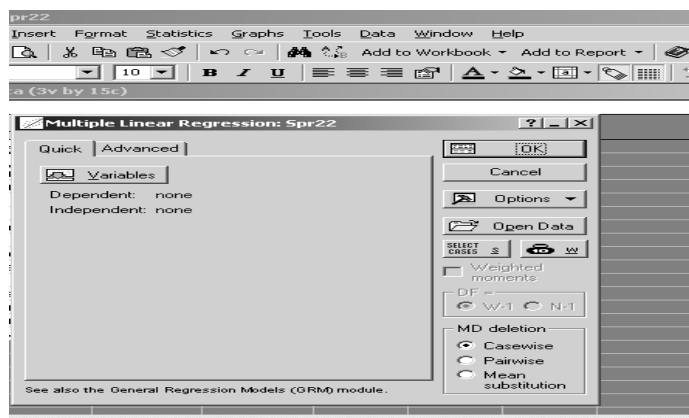 pr22
Insert Format Statistics Graphs Tools Data Window Help
Add to Workbook Add to Report
10 B I U A
a (3v by 15c)
Multiple Linear Regression: Spr22
Quick Advanced
OK
Variables
Cancel
Dependent: none
Independent: none
Options
Open Data
SELECT CASES S W
Weighted moments
DF =
W-1 N-1
MD deletion
Casewise
Pairwise
Mean substitution
See also the General Regression Models (GRM) module.